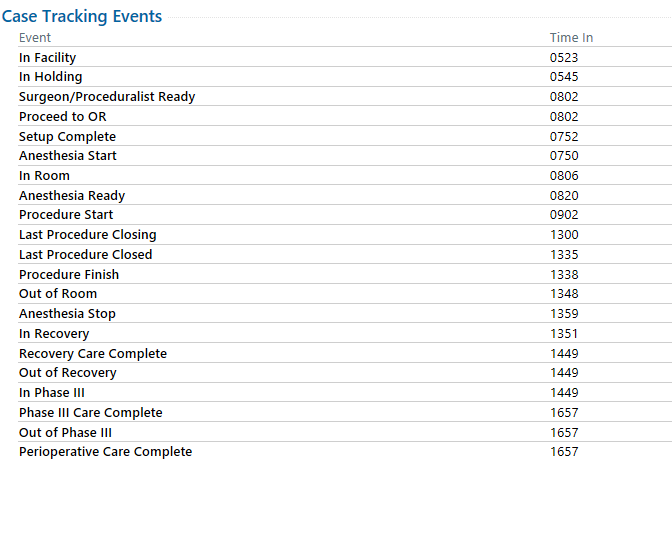 Case Tracking Events
Event Time In
In Facility 0523
In Holding 0545
Surgeon/Proceduralist Ready 0802
Proceed to OR 0802
Setup Complete 0752
Anesthesia Start 0750
In Room 0806
Anesthesia Ready 0820
Procedure Start 0902
Last Procedure Closing 1300
Last Procedure Closed 1335
Procedure Finish 1338
Out of Room 1348
Anesthesia Stop 1359
In Recovery 1351
Recovery Care Complete 1449
Out of Recovery 1449
In Phase III 1449
Phase III Care Complete 1657
Out of Phase III 1657
Perioperative Care Complete 1657